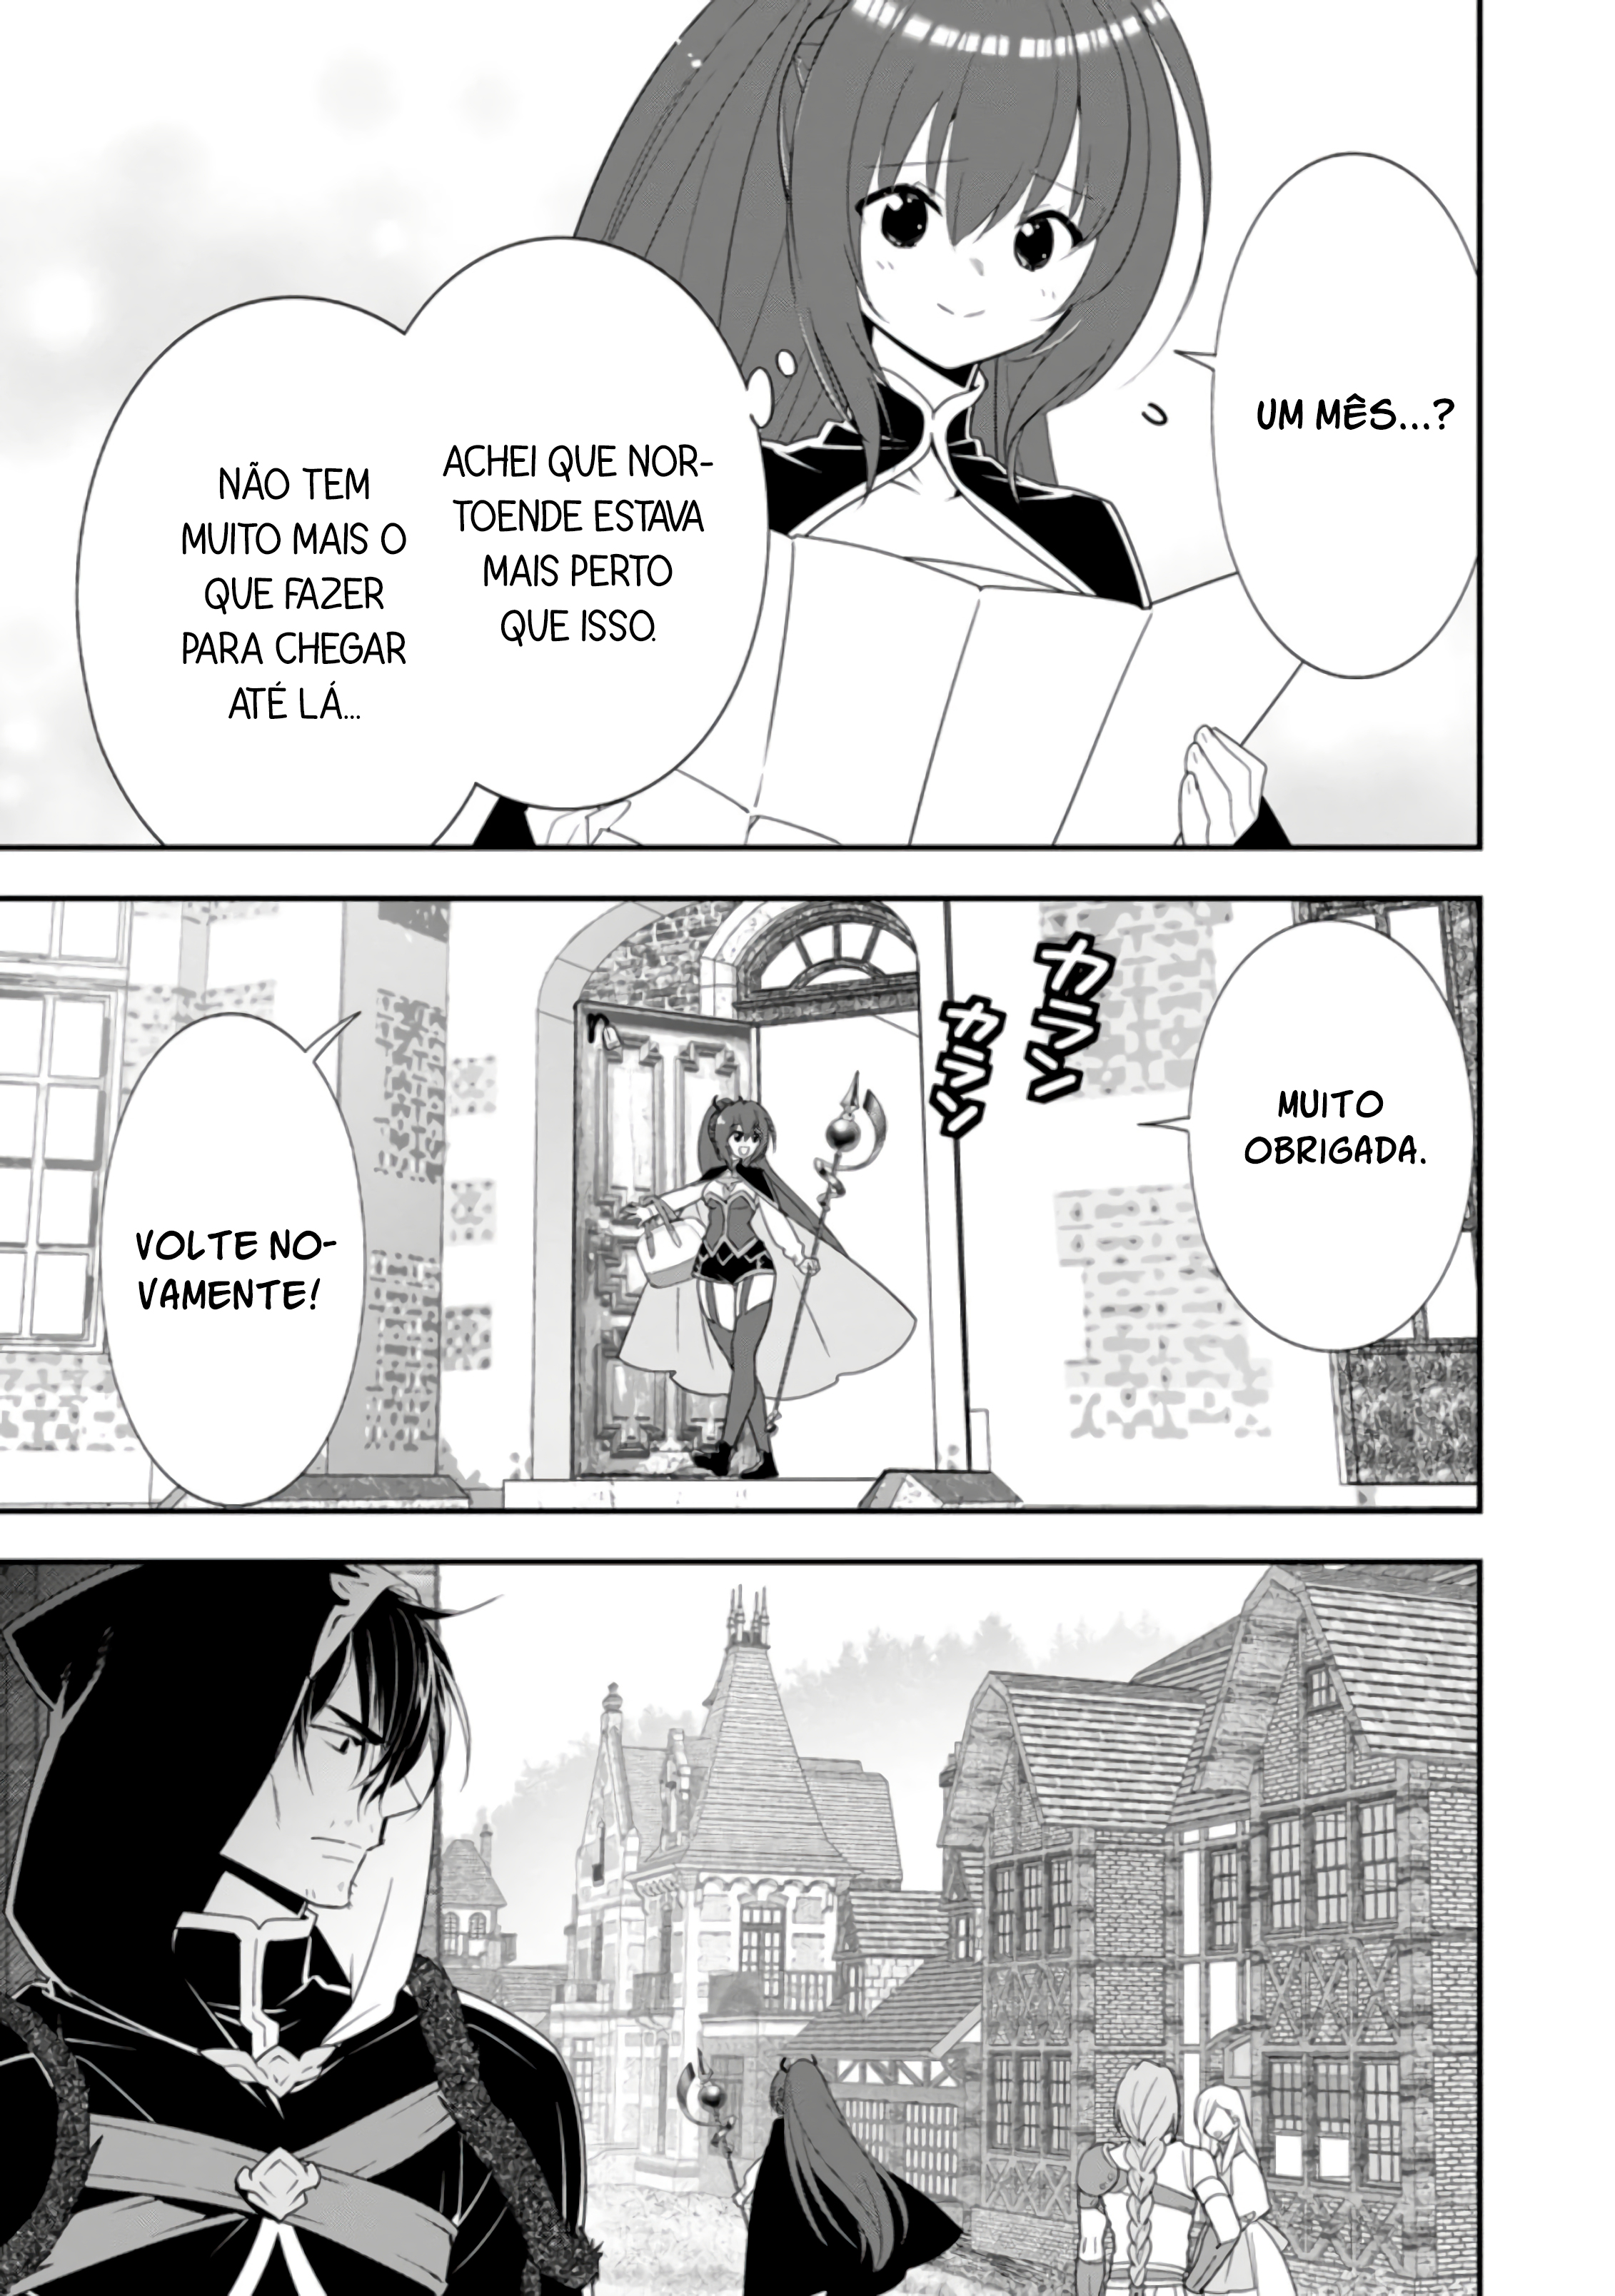 UM MÊS...?
ACHEI QUE NOR-
TOENDE ESTAVA
MAIS PERTO
QUE ISSO.
NÃO TEM
MUITO MAIS O
QUE FAZER
PARA CHEGAR
ATÉ LÁ...
MUITO
OBRIGADA.
カラン
カラン
VOLTE NO-
VAMENTE!